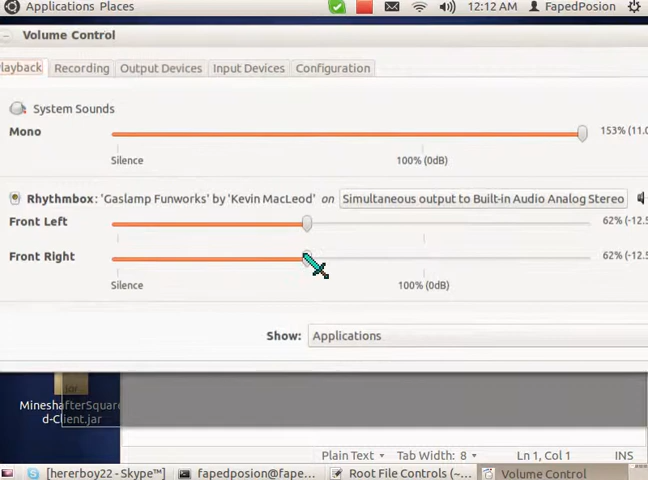 Applications Places 12:12 AM FapedPosion
Volume Control
Playback Recording Output Devices Input Devices Configuration
System Sounds
Mono 153% (11.0
Silence 100% (0dB)
Rhythmbox: 'Gaslamp Funworks' by 'Kevin MacLeod' on Simultaneous output to Built-in Audio Analog Stereo
Front Left 62% (-12.5
Front Right 62% (-12.5
Silence 100% (0dB)
Show: Applications
MineshafterSquare
d-Client.jar
Plain Text Tab Width: 8 Ln 1, Col 1 INS
[hererboy22 - Skype™] fapedposion@fape... Root File Controls (~... Volume Control